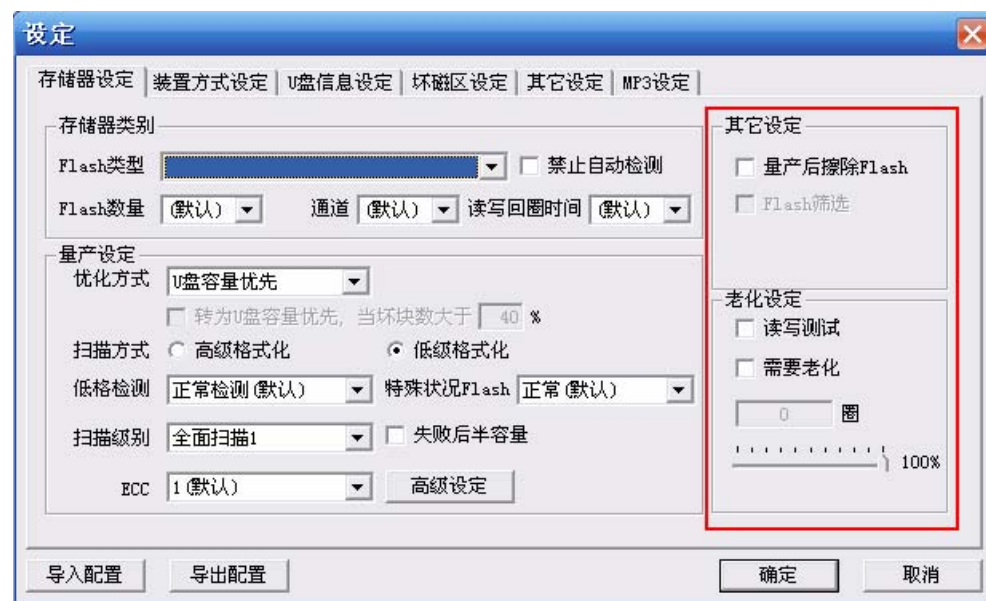 设定
存储器设定 装置方式设定 U盘信息设定 坏磁区设定 其它设定 MP3设定
存储器类别
Flash类型 禁止自动检测
Flash数量 (默认) 通道 (默认) 读写回圈时间 (默认)
量产设定
优化方式 U盘容量优先
转为U盘容量优先, 当坏块数大于 40 %
扫描方式 高级格式化 低级格式化
低格检测 正常检测(默认) 特殊状况Flash 正常(默认)
扫描级别 全面扫描1 失败后半容量
ECC 1(默认) 高级设定
其它设定
量产后擦除Flash
Flash筛选
老化设定
读写测试
需要老化
0 圈
100%
导入配置 导出配置 确定 取消